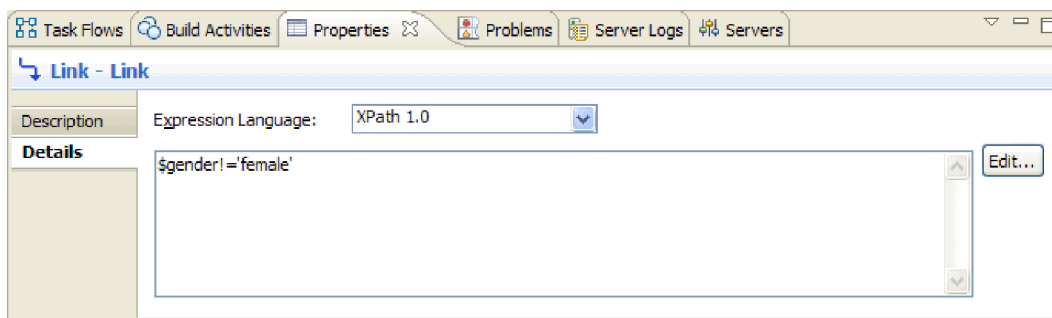 Task Flows Build Activities Properties Problems Server Logs Servers
Link - Link
Description
Details
Expression Language: XPath 1.0
$gender!='female'
Edit...